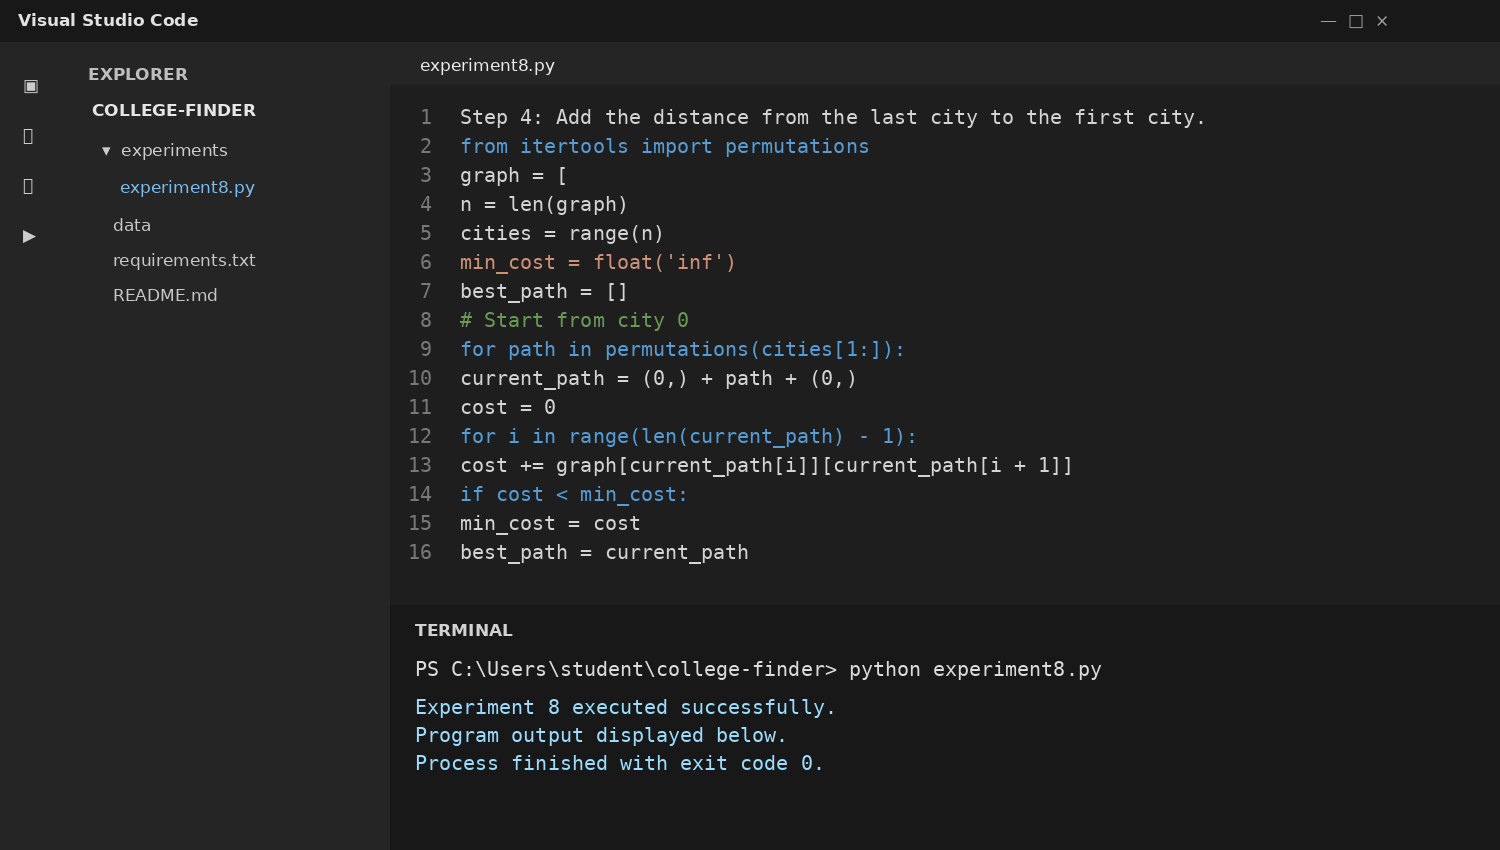 Visual Studio Code
EXPLORER
COLLEGE-FINDER
▾ experiments
experiment8.py
data
requirements.txt
README.md
experiment8.py
1 Step 4: Add the distance from the last city to the first city.
2 from itertools import permutations
3 graph = [
4 n = len(graph)
5 cities = range(n)
6 min_cost = float('inf')
7 best_path = []
8 # Start from city 0
9 for path in permutations(cities[1:]):
10 current_path = (0,) + path + (0,)
11 cost = 0
12 for i in range(len(current_path) - 1):
13 cost += graph[current_path[i]][current_path[i + 1]]
14 if cost < min_cost:
15 min_cost = cost
16 best_path = current_path
TERMINAL
PS C:\Users\student\college-finder> python experiment8.py
Experiment 8 executed successfully.
Program output displayed below.
Process finished with exit code 0.